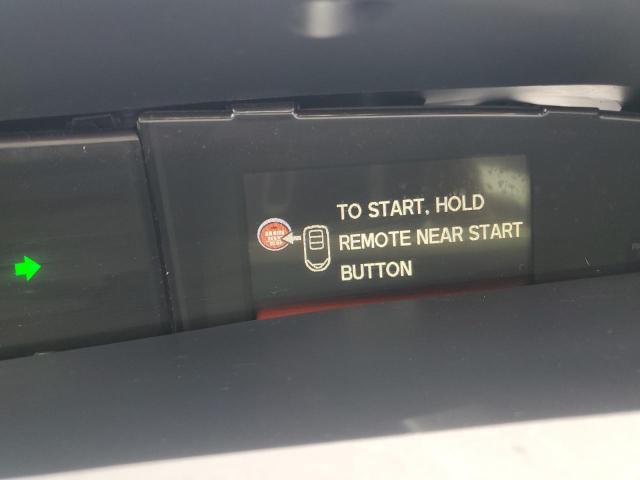 TO START, HOLD
REMOTE NEAR START
BUTTON